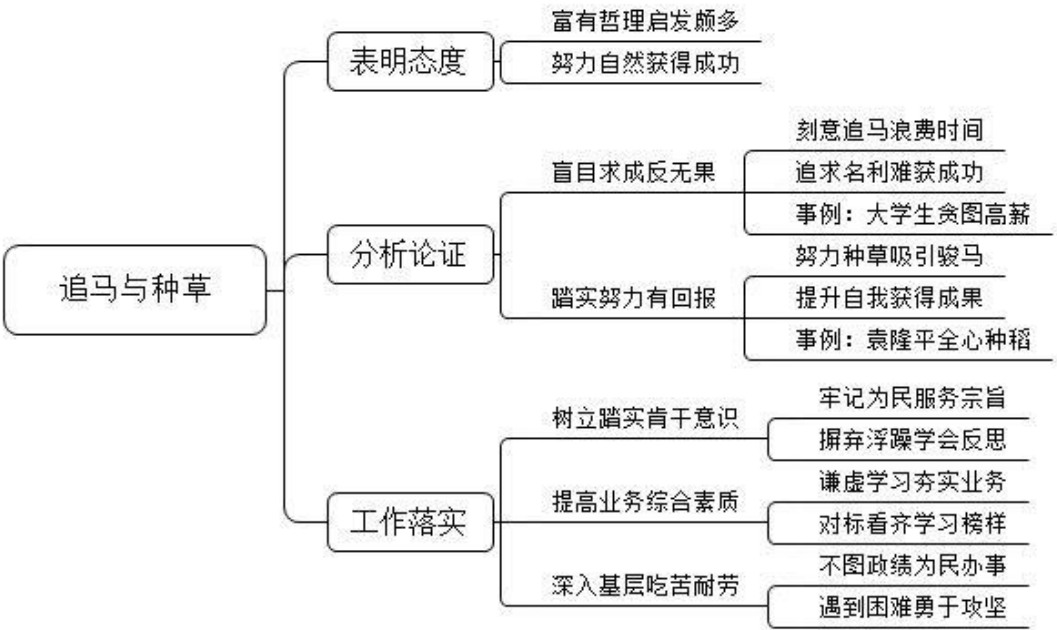 追马与种草
表明态度
富有哲理启发颇多
努力自然获得成功
分析论证
盲目求成反无果
刻意追马浪费时间
追求名利难获成功
事例：大学生贪图高薪
踏实努力有回报
努力种草吸引骏马
提升自我获得成果
事例：袁隆平全心种稻
工作落实
树立踏实肯干意识
牢记为民服务宗旨
摒弃浮躁学会反思
提高业务综合素质
谦虚学习夯实业务
对标看齐学习榜样
深入基层吃苦耐劳
不图政绩为民办事
遇到困难勇于攻坚